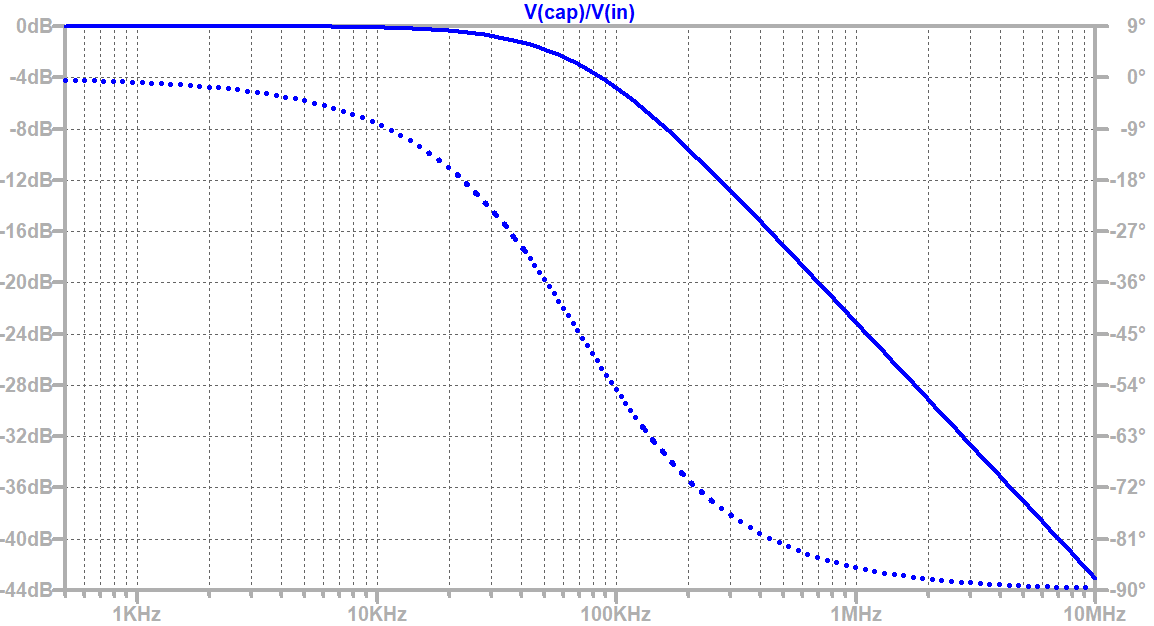 V(cap)/V(in)
0dB 9°
-4dB 0°
-8dB -9°
-12dB -18°
-16dB -27°
-20dB -36°
-24dB -45°
-28dB -54°
-32dB -63°
-36dB -72°
-40dB -81°
-44dB -90°
1KHz 10KHz 100KHz 1MHz 10MHz